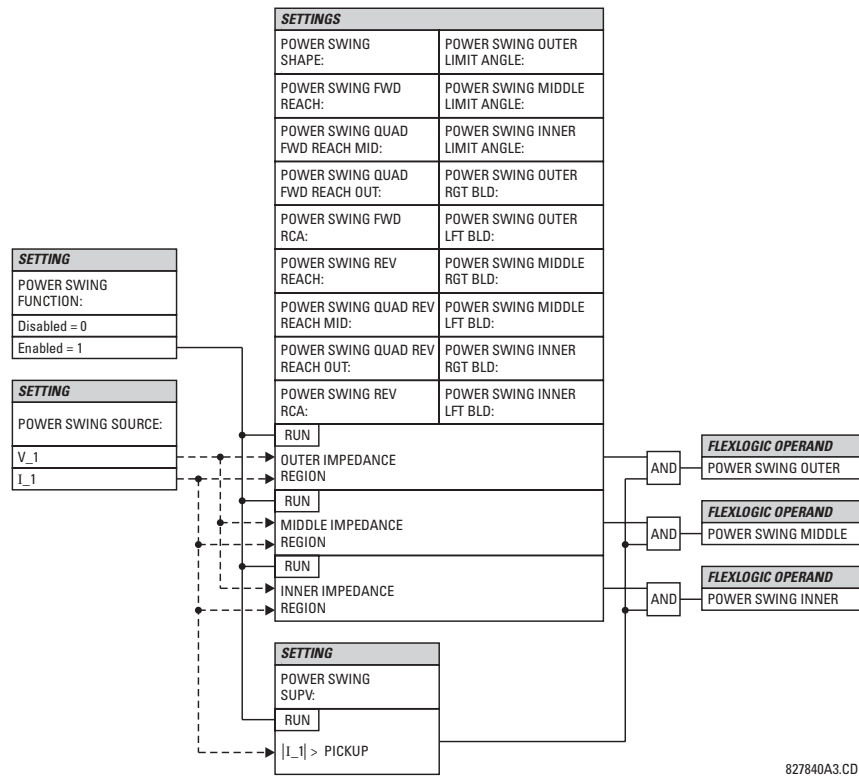 SETTINGS
POWER SWING
SHAPE:
POWER SWING OUTER
LIMIT ANGLE:
POWER SWING FWD
REACH:
POWER SWING MIDDLE
LIMIT ANGLE:
POWER SWING QUAD
FWD REACH MID:
POWER SWING INNER
LIMIT ANGLE:
POWER SWING QUAD
FWD REACH OUT:
POWER SWING OUTER
RGT BLD:
POWER SWING FWD
RCA:
POWER SWING OUTER
LFT BLD:
POWER SWING REV
REACH:
POWER SWING MIDDLE
RGT BLD:
POWER SWING QUAD REV
REACH MID:
POWER SWING MIDDLE
LFT BLD:
POWER SWING QUAD REV
REACH OUT:
POWER SWING INNER
RGT BLD:
POWER SWING REV
RCA:
POWER SWING INNER
LFT BLD:
SETTING
POWER SWING
FUNCTION:
Disabled = 0
Enabled = 1
SETTING
POWER SWING SOURCE:
V_1
I_1
RUN
OUTER IMPEDANCE
REGION
RUN
MIDDLE IMPEDANCE
REGION
RUN
INNER IMPEDANCE
REGION
AND
FLEXLOGIC OPERAND
POWER SWING OUTER
AND
FLEXLOGIC OPERAND
POWER SWING MIDDLE
AND
FLEXLOGIC OPERAND
POWER SWING INNER
SETTING
POWER SWING
SUPV:
RUN
|I_1| > PICKUP
827840A3.CD